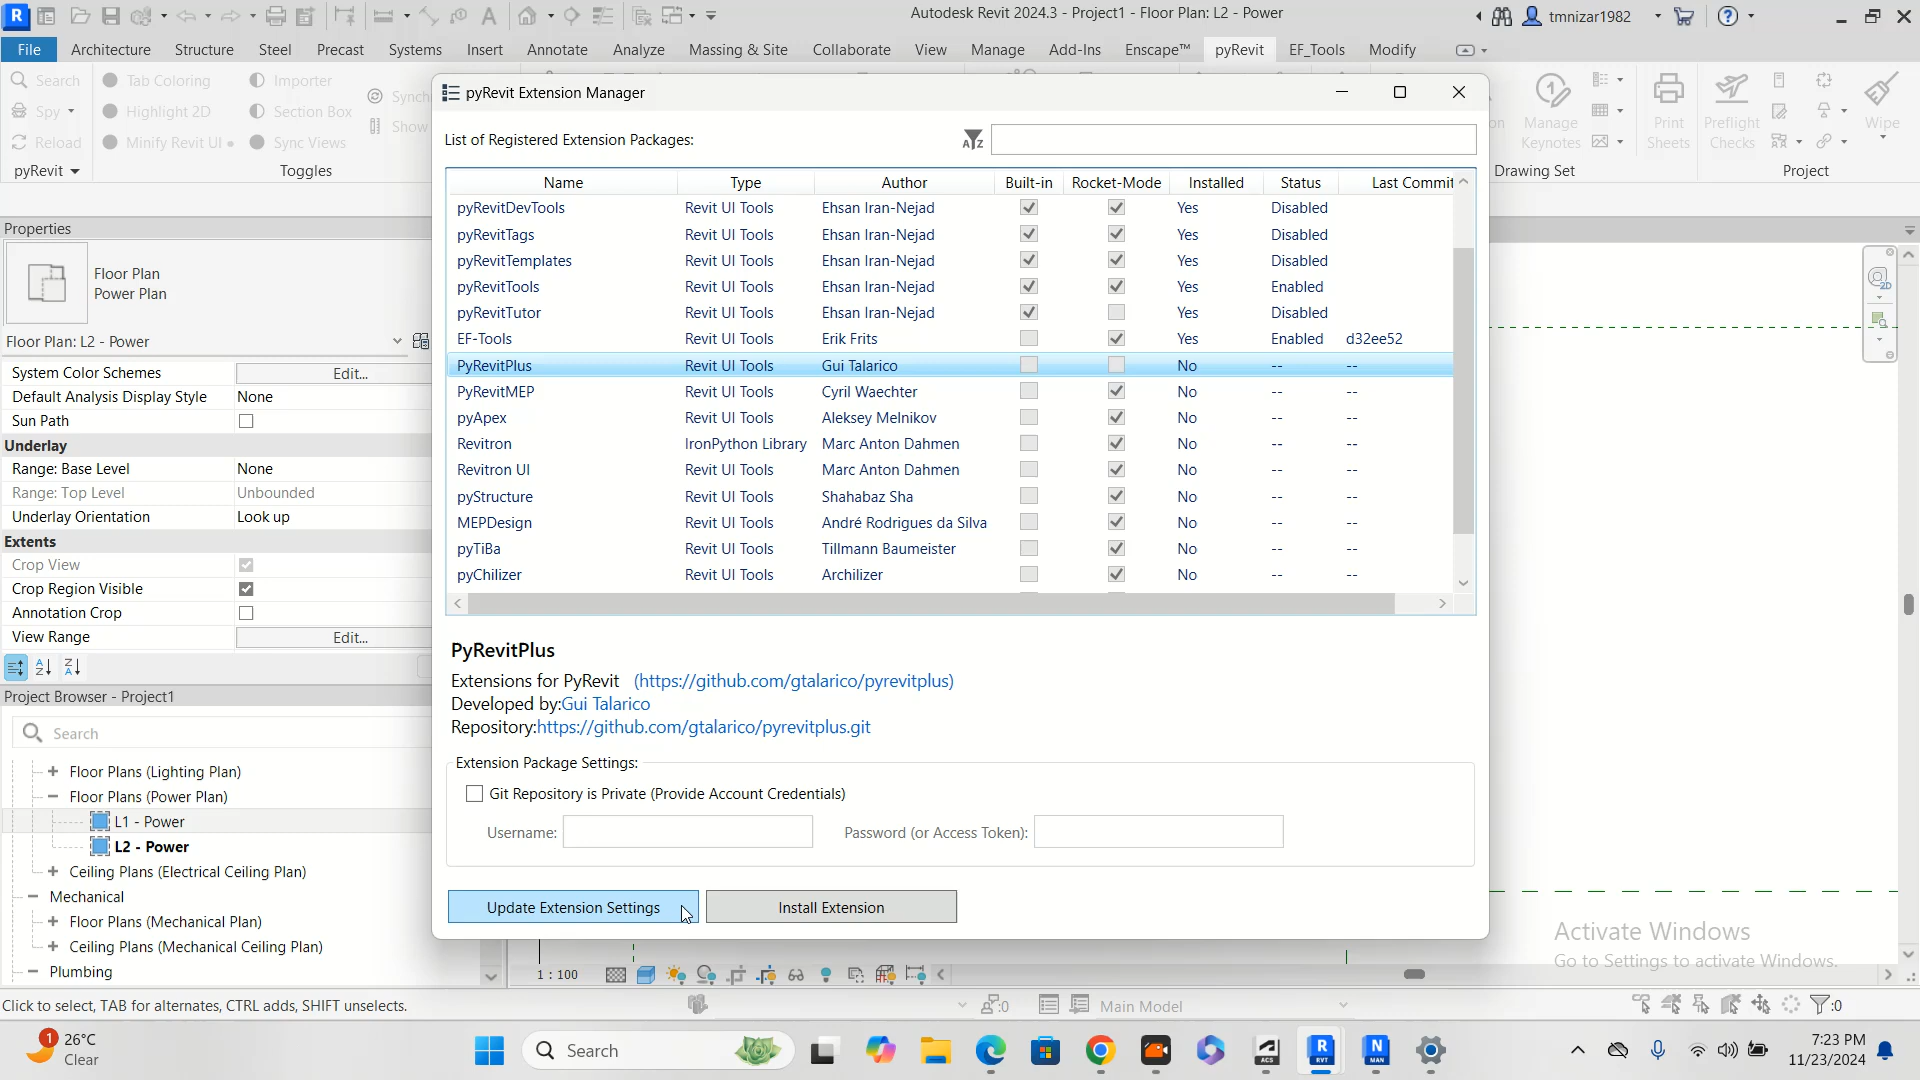 Autodesk Revit 2024.3 - Project1 - Floor Plan: L2 - Power
tmnizar1982
File Architecture Structure Steel Precast Systems Insert Annotate Analyze Massing & Site Collaborate View Manage Add-Ins Enscape™ pyRevit EF_Tools Modify
Search Tab Coloring Importer
Spy Highlight 2D Section Box
Reload Minify Revit UI Sync Views
Show
pyRevit Toggles
Manage Keynotes
Print Sheets
Preflight Checks
Wipe
Drawing Set Project
pyRevit Extension Manager
List of Registered Extension Packages:
Name Type Author Built-in Rocket-Mode Installed Status Last Commit
pyRevitDevTools Revit UI Tools Ehsan Iran-Nejad Yes Disabled
pyRevitTags Revit UI Tools Ehsan Iran-Nejad Yes Disabled
pyRevitTemplates Revit UI Tools Ehsan Iran-Nejad Yes Disabled
pyRevitTools Revit UI Tools Ehsan Iran-Nejad Yes Enabled
pyRevitTutor Revit UI Tools Ehsan Iran-Nejad Yes Disabled
EF-Tools Revit UI Tools Erik Frits Yes Enabled d32ee52
PyRevitPlus Revit UI Tools Gui Talarico No -- --
PyRevitMEP Revit UI Tools Cyril Waechter No -- --
pyApex Revit UI Tools Aleksey Melnikov No -- --
Revitron IronPython Library Marc Anton Dahmen No -- --
Revitron UI Revit UI Tools Marc Anton Dahmen No -- --
pyStructure Revit UI Tools Shahabaz Sha No -- --
MEPDesign Revit UI Tools André Rodrigues da Silva No -- --
pyTiBa Revit UI Tools Tillmann Baumeister No -- --
pyChilizer Revit UI Tools Archilizer No -- --
PyRevitPlus
Extensions for PyRevit (https://github.com/gtalarico/pyrevitplus)
Developed by:Gui Talarico
Repository:https://github.com/gtalarico/pyrevitplus.git
Extension Package Settings:
Git Repository is Private (Provide Account Credentials)
Username: Password (or Access Token):
Update Extension Settings Install Extension
Properties
Floor Plan
Power Plan
Floor Plan: L2 - Power
System Color Schemes Edit...
Default Analysis Display Style None
Sun Path
Underlay
Range: Base Level None
Range: Top Level Unbounded
Underlay Orientation Look up
Extents
Crop View
Crop Region Visible
Annotation Crop
View Range Edit...
Project Browser - Project1
Search
Floor Plans (Lighting Plan)
Floor Plans (Power Plan)
L1 - Power
L2 - Power
Ceiling Plans (Electrical Ceiling Plan)
Mechanical
Floor Plans (Mechanical Plan)
Ceiling Plans (Mechanical Ceiling Plan)
Plumbing
Activate Windows
Go to Settings to activate Windows.
1 : 100
Click to select, TAB for alternates, CTRL adds, SHIFT unselects.
:0
Main Model
:0
1
26°C
Clear
Search
ACS
RVT
MAN
7:23 PM
11/23/2024